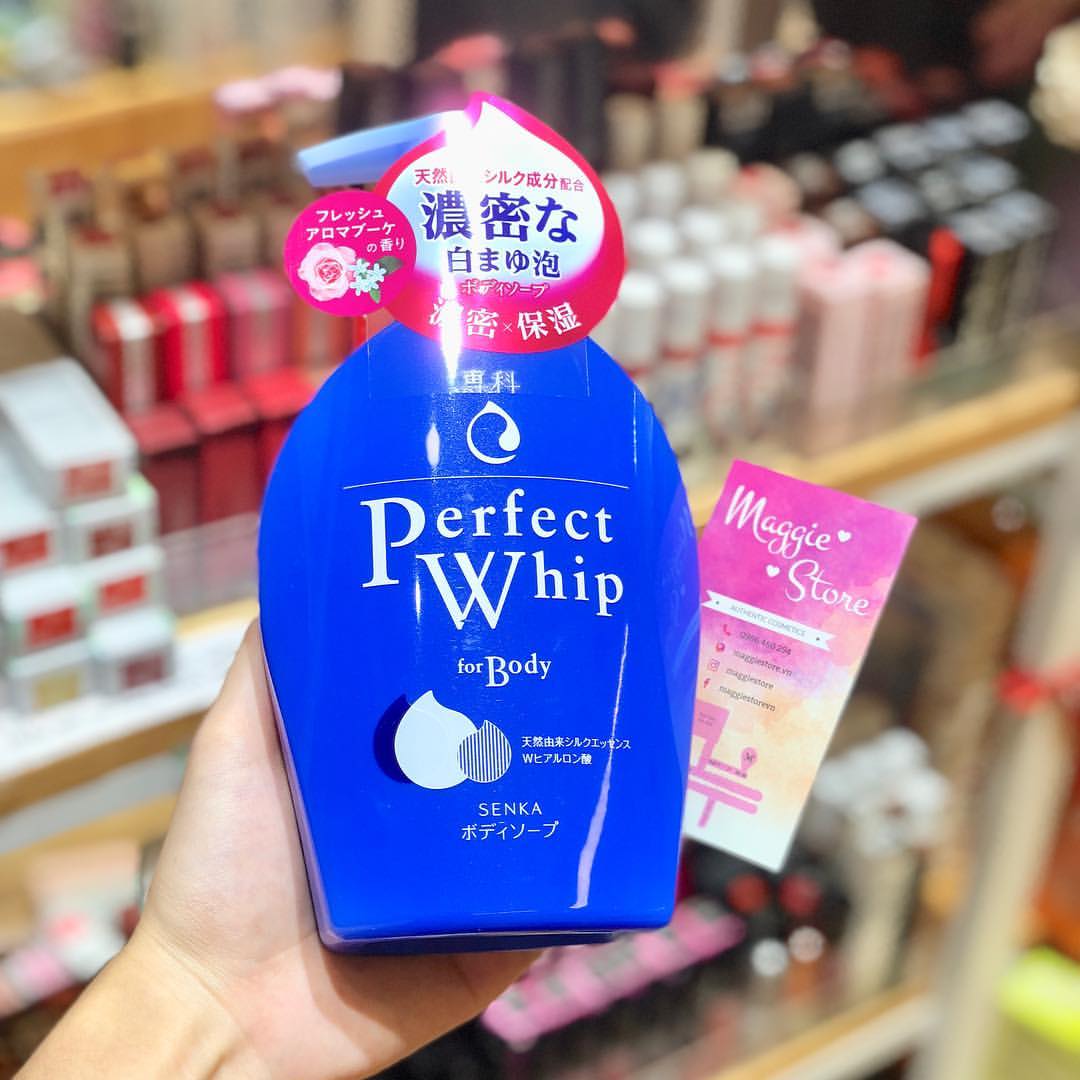 天然由 シルク成分配合
濃密な
白まゆ泡
ボディソープ
密×保湿
フレッシュ
アロマブーケ
の香り
専科
Perfect
Whip
for Body
天然由来シルクエッセンス
Wヒアルロン酸
SENKA
ボディソープ
Maggie
Store
AUTHENTIC COSMETICS
maggiestore.vn
maggiestore
maggiestorevn